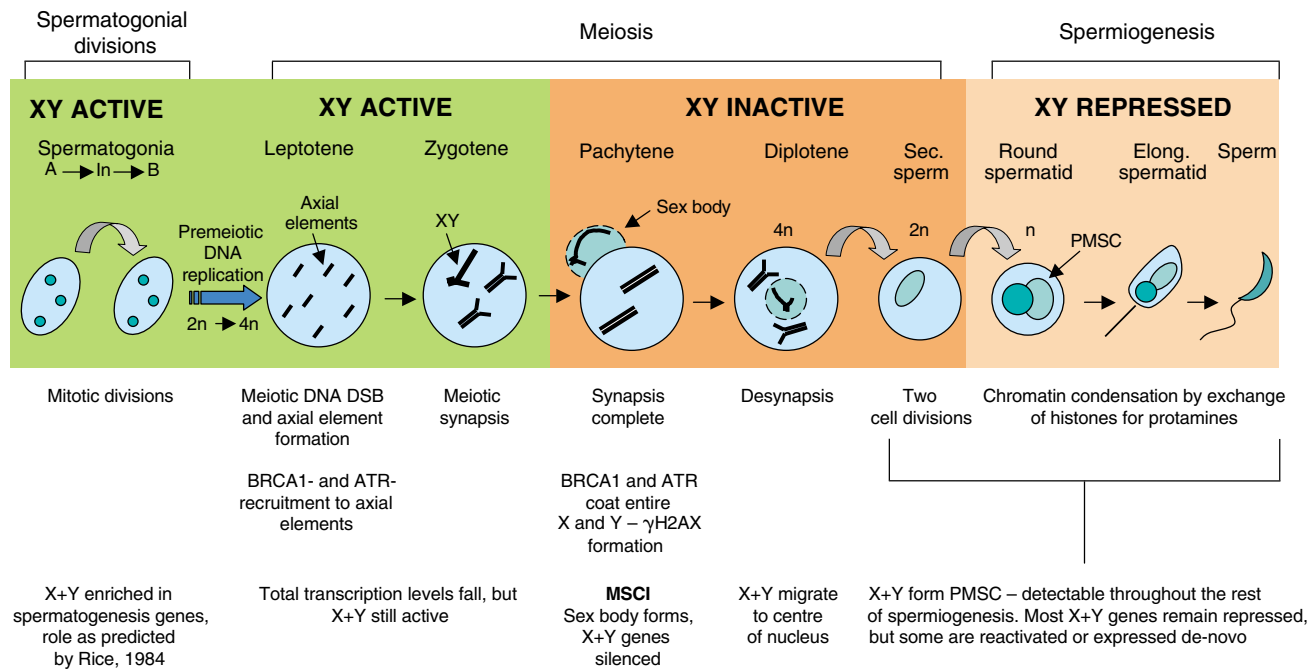 Spermatogonial
divisions
Meiosis
Spermiogenesis
XY ACTIVE
XY ACTIVE
XY INACTIVE
XY REPRESSED
Spermatogonia
A → In → B
Leptotene
Zygotene
Pachytene
Diplotene
Sec.
sperm
Round
spermatid
Elong.
spermatid
Sperm
Premeiotic
DNA
replication
2n → 4n
Axial
elements
XY
Sex body
4n
2n
n
PMSC
Mitotic divisions
Meiotic DNA DSB
and axial element
formation
Meiotic
synapsis
Synapsis
complete
Desynapsis
Two
cell divisions
Chromatin condensation by exchange
of histones for protamines
BRCA1- and ATR-
recruitment to axial
elements
BRCA1 and ATR
coat entire
X and Y – γH2AX
formation
X+Y enriched in
spermatogenesis genes,
role as predicted
by Rice, 1984
Total transcription levels fall, but
X+Y still active
MSCI
Sex body forms,
X+Y genes
silenced
X+Y migrate
to centre
of nucleus
X+Y form PMSC – detectable throughout the rest
of spermiogenesis. Most X+Y genes remain repressed,
but some are reactivated or expressed de-novo